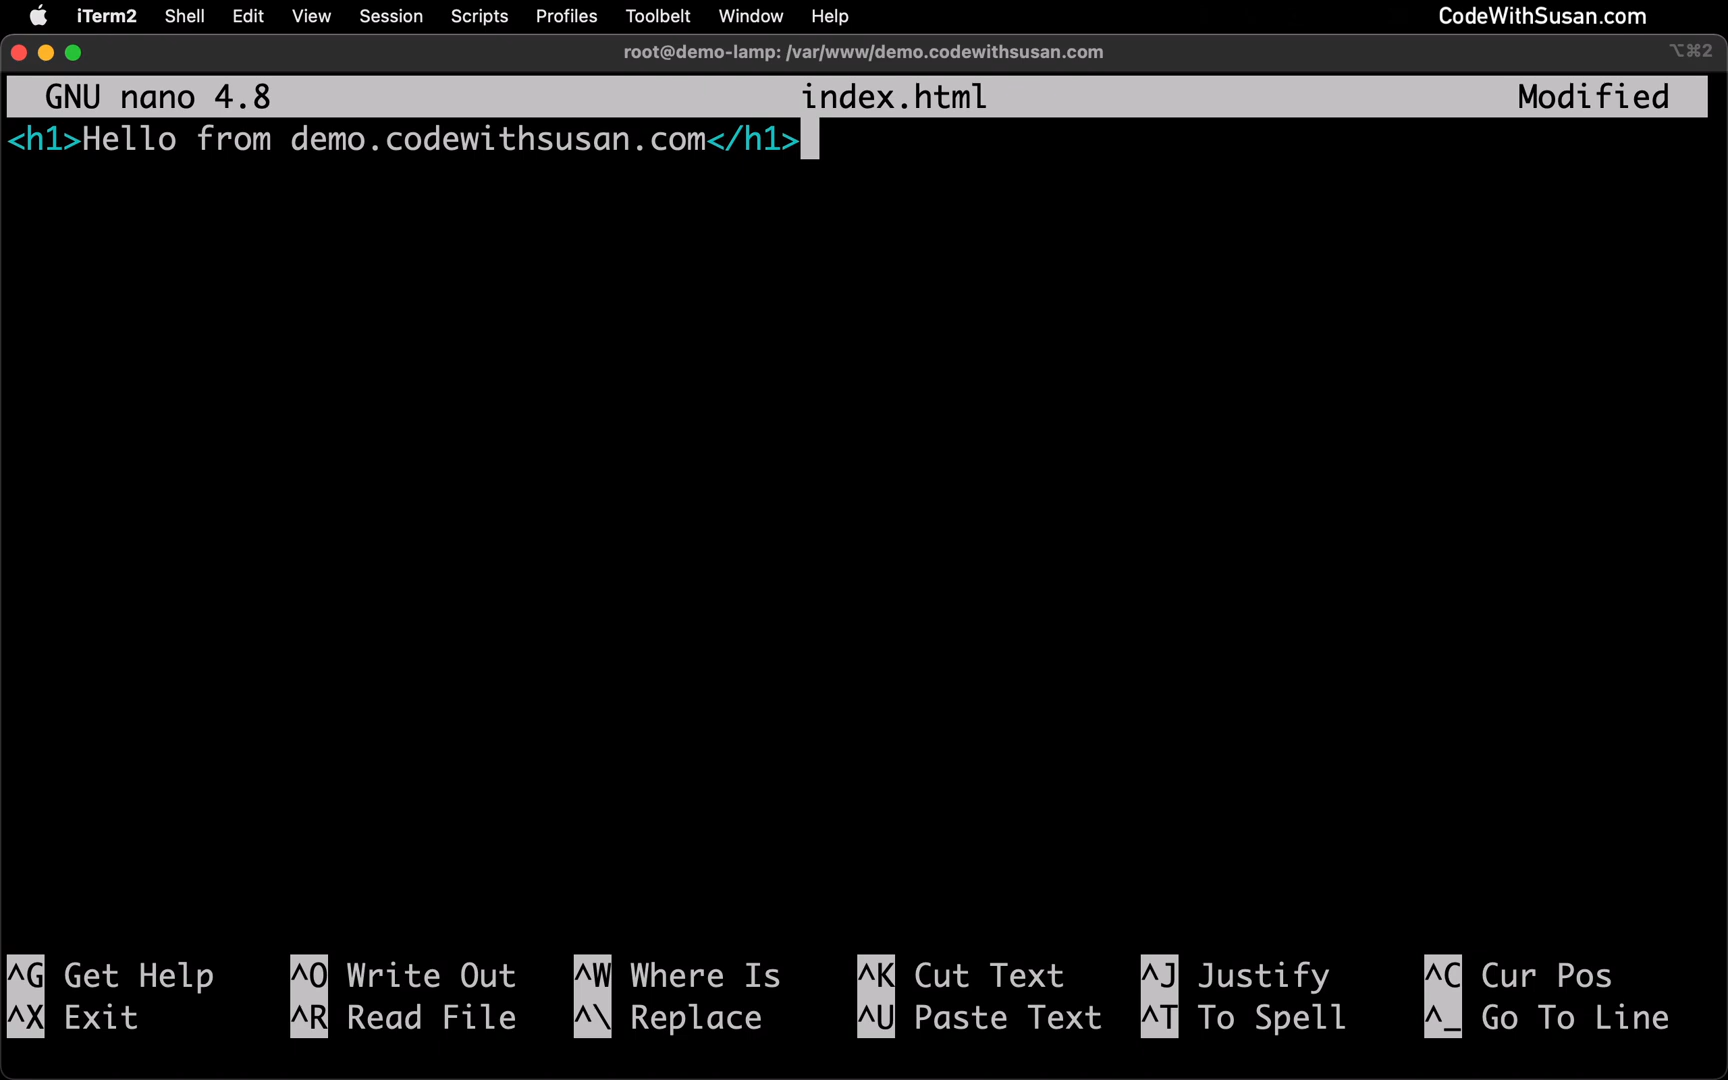 iTerm2 Shell Edit View Session Scripts Profiles Toolbelt Window Help CodeWithSusan.com
root@demo-lamp: /var/www/demo.codewithsusan.com ⌥⌘2
GNU nano 4.8 index.html Modified
<h1>Hello from demo.codewithsusan.com</h1>
^G Get Help ^O Write Out ^W Where Is ^K Cut Text ^J Justify ^C Cur Pos
^X Exit ^R Read File ^\ Replace ^U Paste Text ^T To Spell ^_ Go To Line